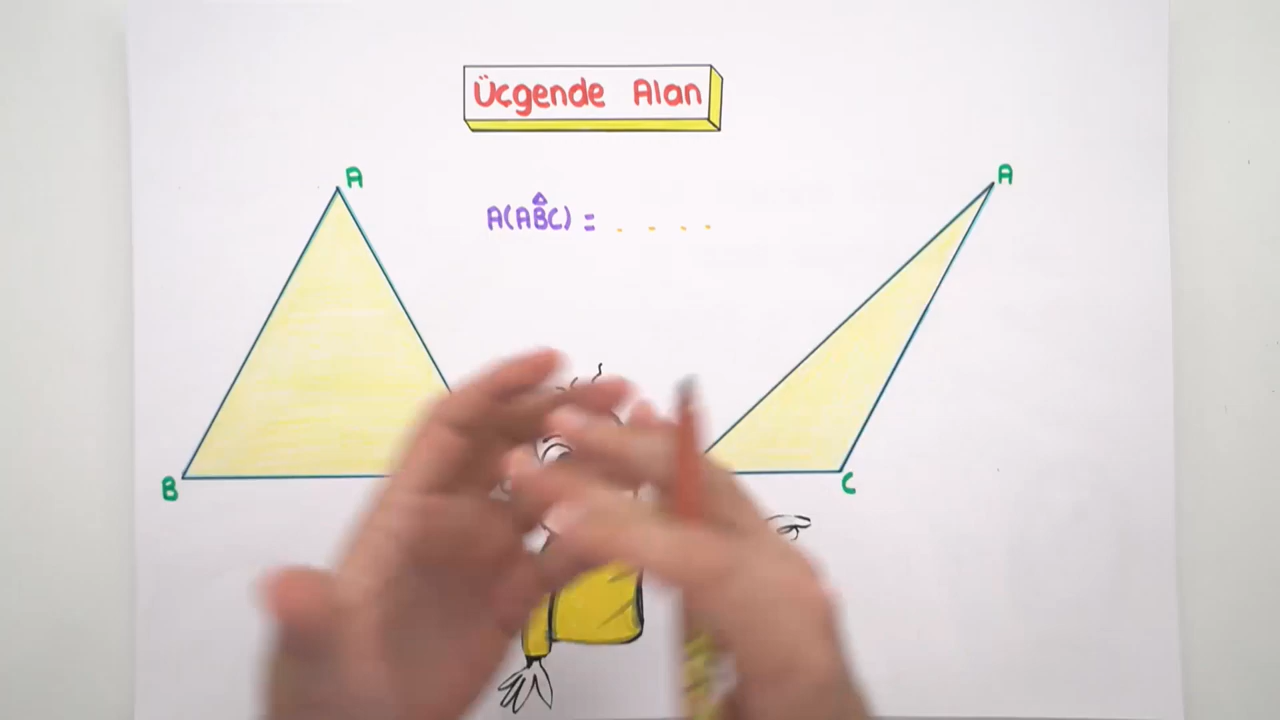 Üçgende Alan
A
A
A(ABC) = . . . .
B
C